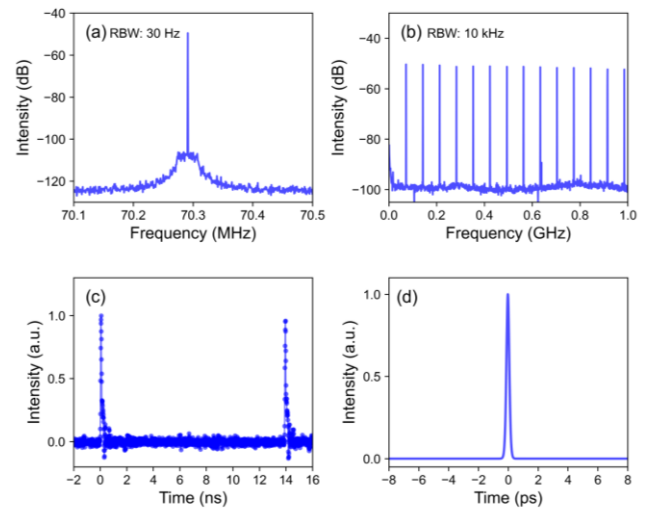 (a) RBW: 30 Hz
−40
−60
−80
−100
−120
Intensity (dB)
70.1 70.2 70.3 70.4 70.5
Frequency (MHz)
(b) RBW: 10 kHz
−40
−60
−80
−100
Intensity (dB)
0.0 0.2 0.4 0.6 0.8 1.0
Frequency (GHz)
(c)
1.0
0.5
0.0
Intensity (a.u.)
−2 0 2 4 6 8 10 12 14 16
Time (ns)
(d)
1.0
0.5
0.0
Intensity (a.u.)
−8 −6 −4 −2 0 2 4 6 8
Time (ps)